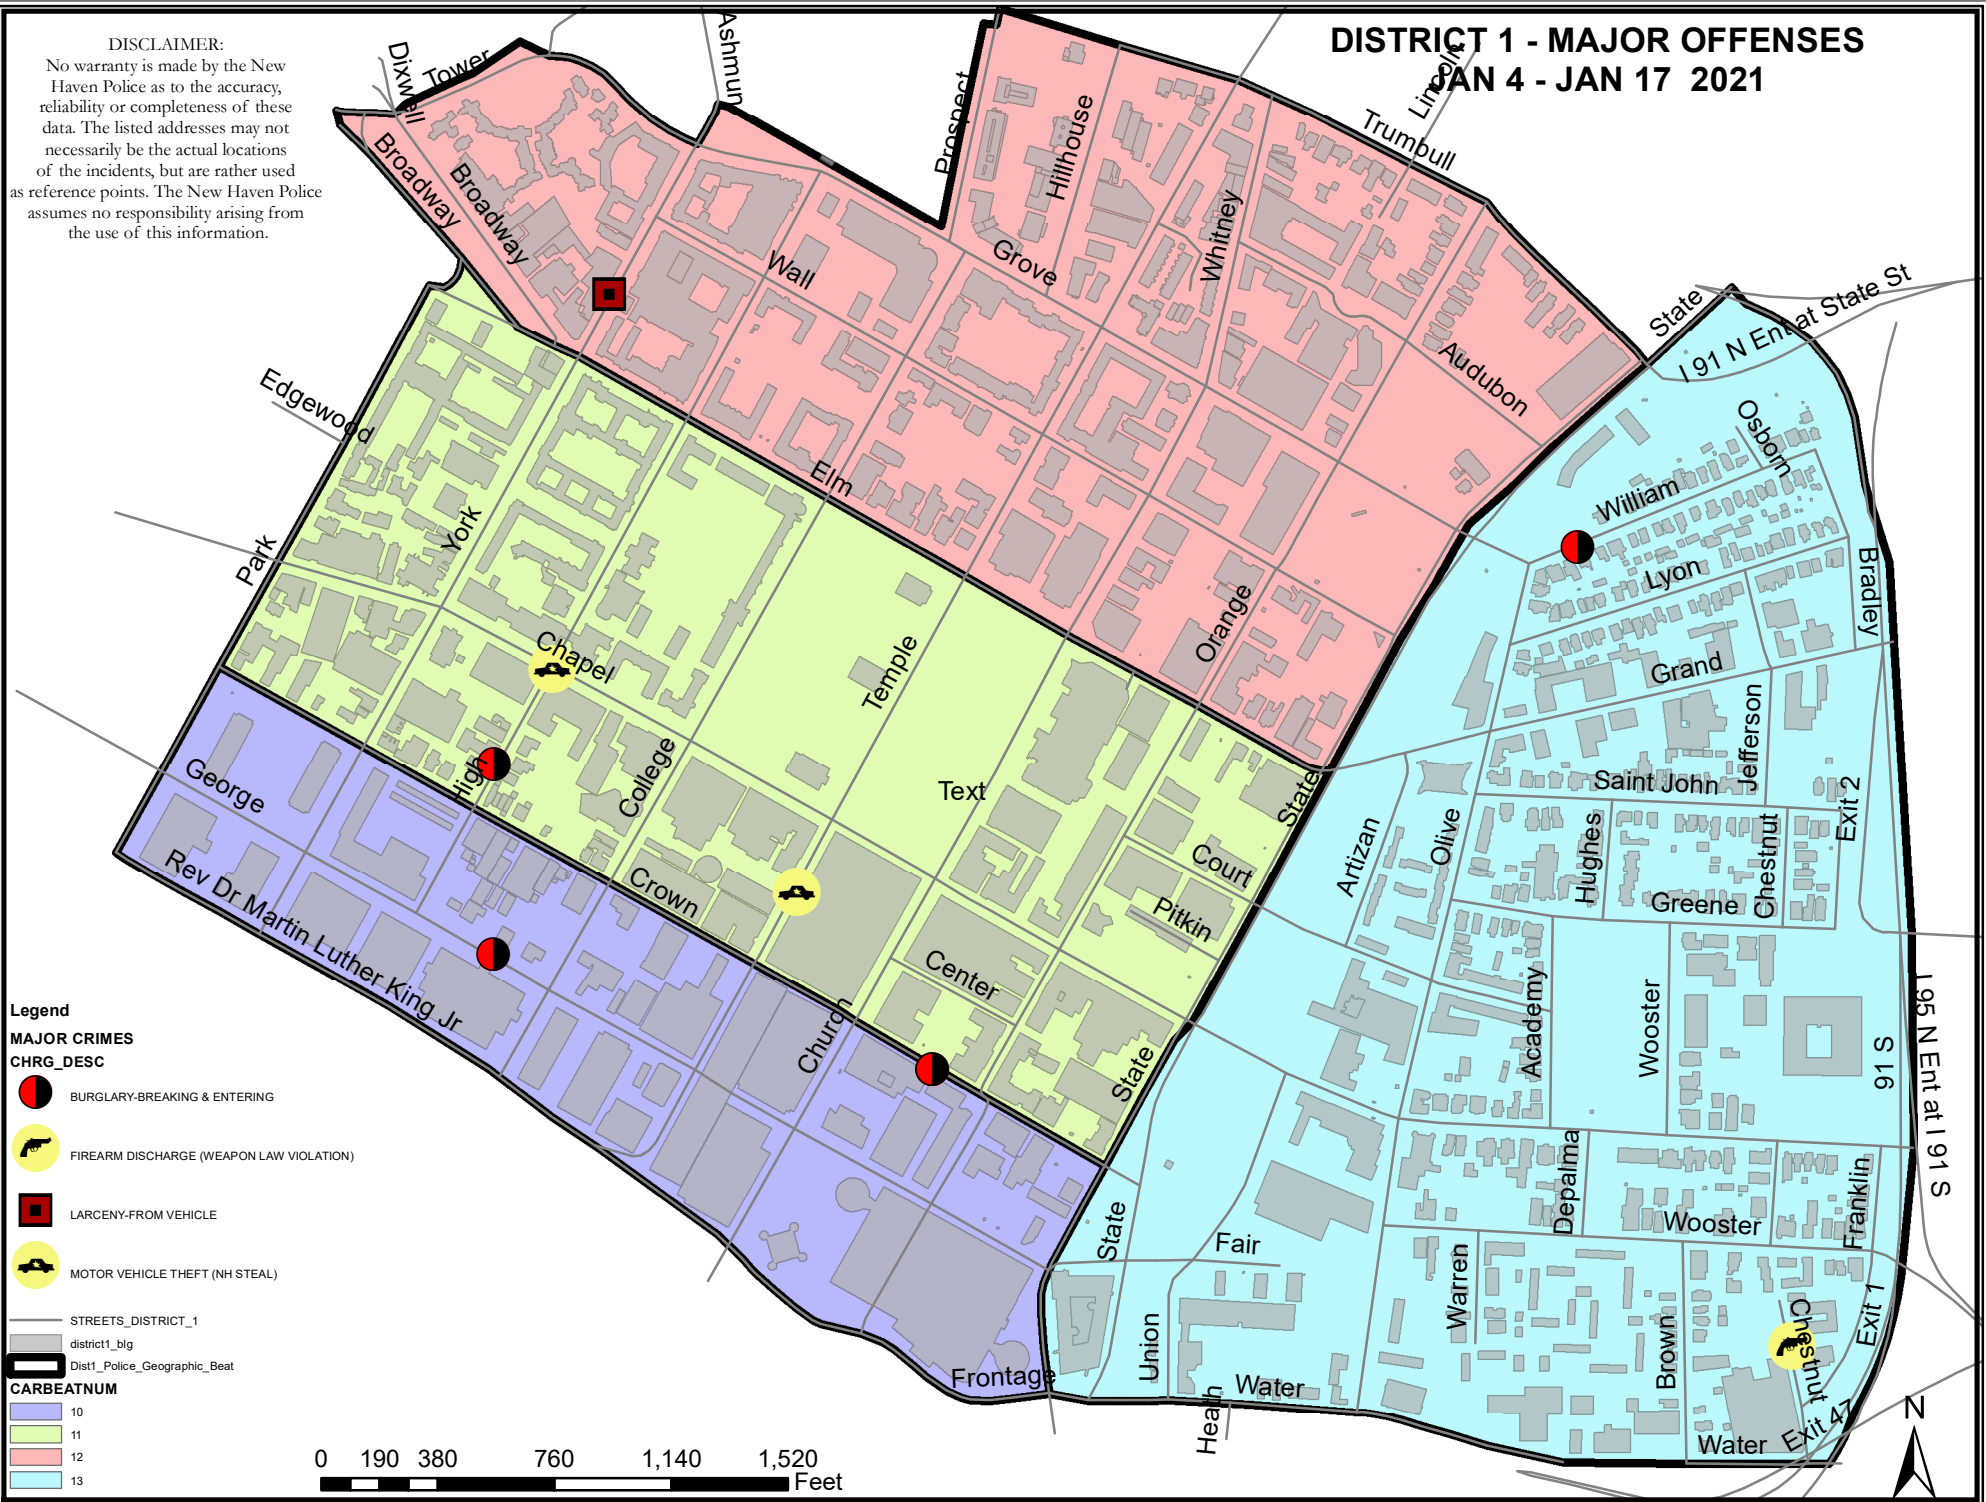 DISCLAIMER:
No warranty is made by the New
Haven Police as to the accuracy,
reliability or completeness of these
data. The listed addresses may not
necessarily be the actual locations
of the incidents, but are rather used
as reference points. The New Haven Police
assumes no responsibility arising from
the use of this information.
DISTRICT 1 - MAJOR OFFENSES
JAN 4 - JAN 17 2021
Dixwell
Tower
Ashmun
Prospect
Hillhouse
Lincoln
Trumbull
Broadway
Broadway
Wall
Grove
Whitney
State
I 91 N Ent at State St
Audubon
Edgewood
Osborn
Elm
William
York
Park
Lyon
Bradley
Orange
Chapel
Temple
Grand
Jefferson
High
College
Text
State
Saint John
Exit 2
George
Artizan
Olive
Hughes
Chestnut
Court
Crown
Pitkin
Greene
Rev Dr Martin Luther King Jr
Center
Academy
Wooster
I 95 N Ent at I 91 S
91 S
Church
State
Depalma
Franklin
State
Fair
Wooster
Warren
Brown
Chestnut
Exit 1
Union
Frontage
Water
Heath
Water
Exit 47
Legend
MAJOR CRIMES
CHRG_DESC
BURGLARY-BREAKING & ENTERING
FIREARM DISCHARGE (WEAPON LAW VIOLATION)
LARCENY-FROM VEHICLE
MOTOR VEHICLE THEFT (NH STEAL)
STREETS_DISTRICT_1
district1_blg
Dist1_Police_Geographic_Beat
CARBEATNUM
10
11
12
13
0 190 380 760 1,140 1,520
Feet
N